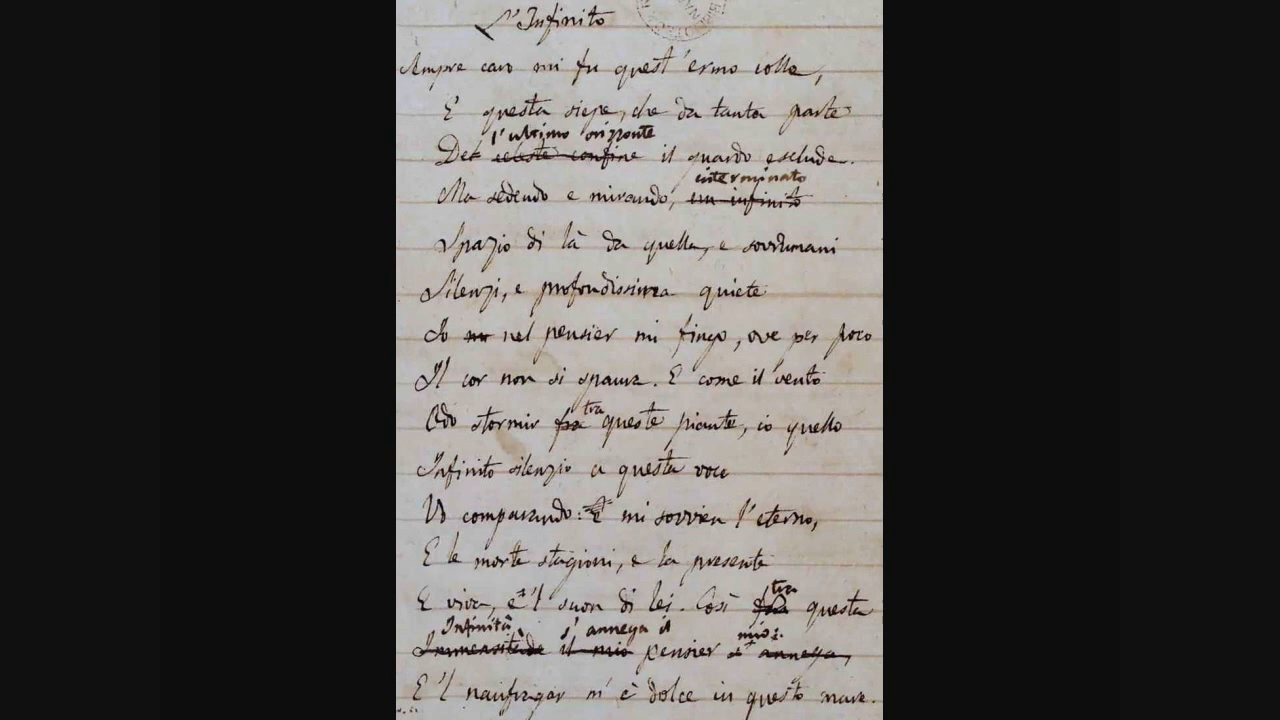 L'Infinito
Sempre caro mi fu quest'ermo colle,
E questa siepe, che da tanta parte
l'ultimo orizzonte
Del celeste confine il guardo esclude.
interminato
Ma sedendo e mirando, un infinito
Spazio di là da quella, e sovrumani
Silenzi, e profondissima quiete
Io nel pensier mi fingo, ove per poco
Il cor non si spaura. E come il vento
tra
Odo stormir fra queste piante, io quello
Infinito silenzio a questa voce
Vo comparando: E mi sovvien l'eterno,
E le morte stagioni, e la presente
tra
E viva, e 'l suon di lei. Così fra questa
Infinità s'annega il mio:
Immensitade il mio pensier s'annega,
E 'l naufragar m'è dolce in questo mare.